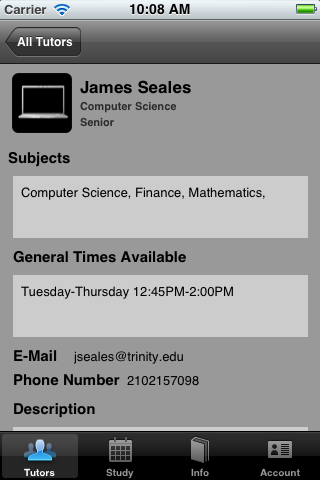 Carrier 10:08 AM
All Tutors
James Seales
Computer Science
Senior
Subjects
Computer Science, Finance, Mathematics,
General Times Available
Tuesday-Thursday 12:45PM-2:00PM
E-Mail jseales@trinity.edu
Phone Number 2102157098
Description
Tutors Study Info Account